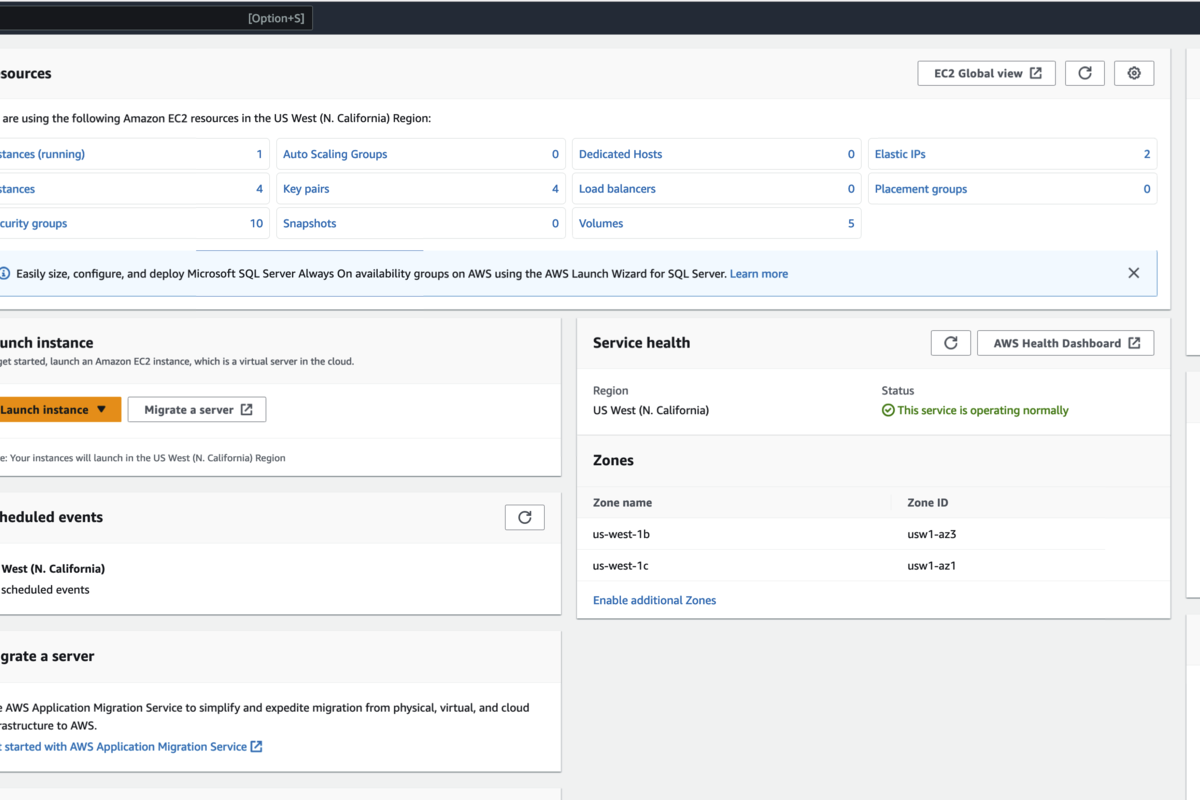 [Option+S]
sources
EC2 Global view
are using the following Amazon EC2 resources in the US West (N. California) Region:
stances (running) 1 Auto Scaling Groups 0 Dedicated Hosts 0 Elastic IPs 2
stances 4 Key pairs 4 Load balancers 0 Placement groups 0
curity groups 10 Snapshots 0 Volumes 5
Easily size, configure, and deploy Microsoft SQL Server Always On availability groups on AWS using the AWS Launch Wizard for SQL Server. Learn more
unch instance
get started, launch an Amazon EC2 instance, which is a virtual server in the cloud.
Launch instance Migrate a server
e: Your instances will launch in the US West (N. California) Region
heduled events
West (N. California)
scheduled events
grate a server
e AWS Application Migration Service to simplify and expedite migration from physical, virtual, and cloud
rastructure to AWS.
t started with AWS Application Migration Service
Service health
AWS Health Dashboard
Region Status
US West (N. California) This service is operating normally
Zones
Zone name Zone ID
us-west-1b usw1-az3
us-west-1c usw1-az1
Enable additional Zones